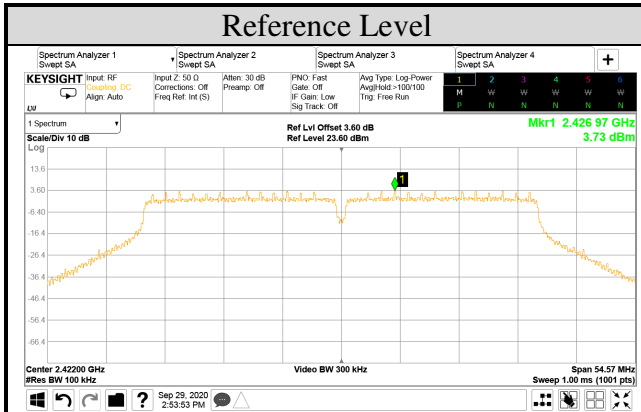 Reference Level
Spectrum Analyzer 1
Swept SA
Spectrum Analyzer 2
Swept SA
Spectrum Analyzer 3
Swept SA
Spectrum Analyzer 4
Swept SA
+
KEYSIGHT
Input: RF
Coupling: DC
Align: Auto
Input Z: 50 Ω
Corrections: Off
Freq Ref: Int (S)
Atten: 30 dB
Preamp: Off
PNO: Fast
Gate: Off
IF Gain: Low
Sig Track: Off
Avg Type: Log-Power
Avg|Hold:>100/100
Trig: Free Run
1 2 3 4 5 6
M W W W W W
P N N N N N
LXI
1 Spectrum
Scale/Div 10 dB
Ref Lvl Offset 3.60 dB
Ref Level 23.60 dBm
Mkr1 2.426 97 GHz
3.73 dBm
Log
13.6
3.60
-6.40
-16.4
-26.4
-36.4
-46.4
-56.4
-66.4
1
Center 2.42200 GHz
#Res BW 100 kHz
Video BW 300 kHz
Span 54.57 MHz
Sweep 1.00 ms (1001 pts)
?
Sep 29, 2020
2:53:53 PM